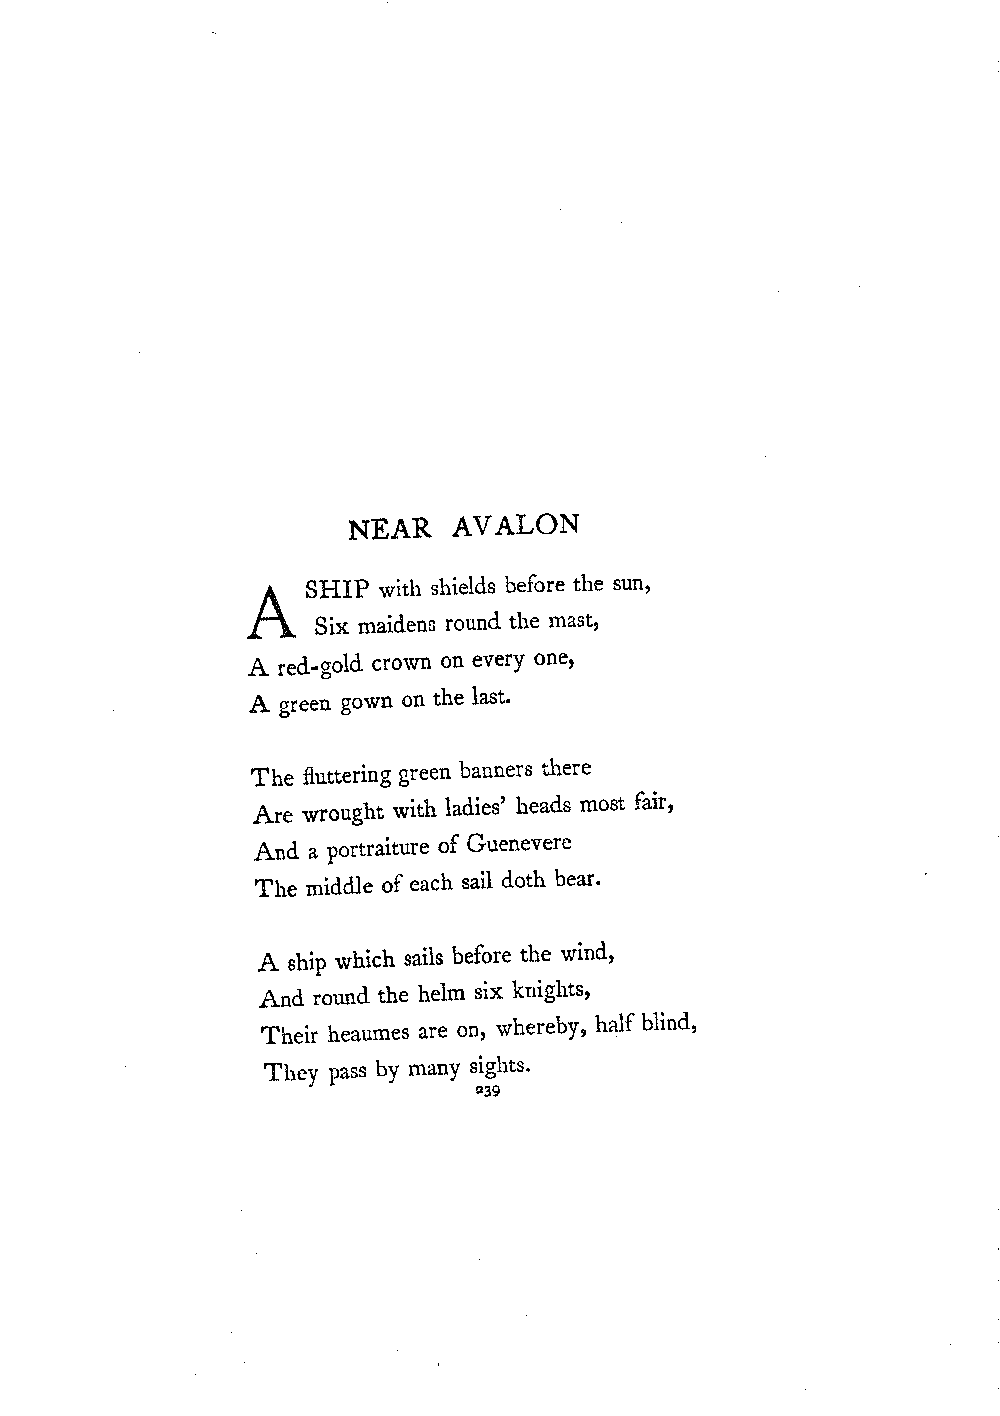 NEAR AVALON
A SHIP with shields before the sun,
Six maidens round the mast,
A red-gold crown on every one,
A green gown on the last.
The fluttering green banners there
Are wrought with ladies' heads most fair,
And a portraiture of Guenevere
The middle of each sail doth bear.
A ship which sails before the wind,
And round the helm six knights,
Their heaumes are on, whereby, half blind,
They pass by many sights.
239